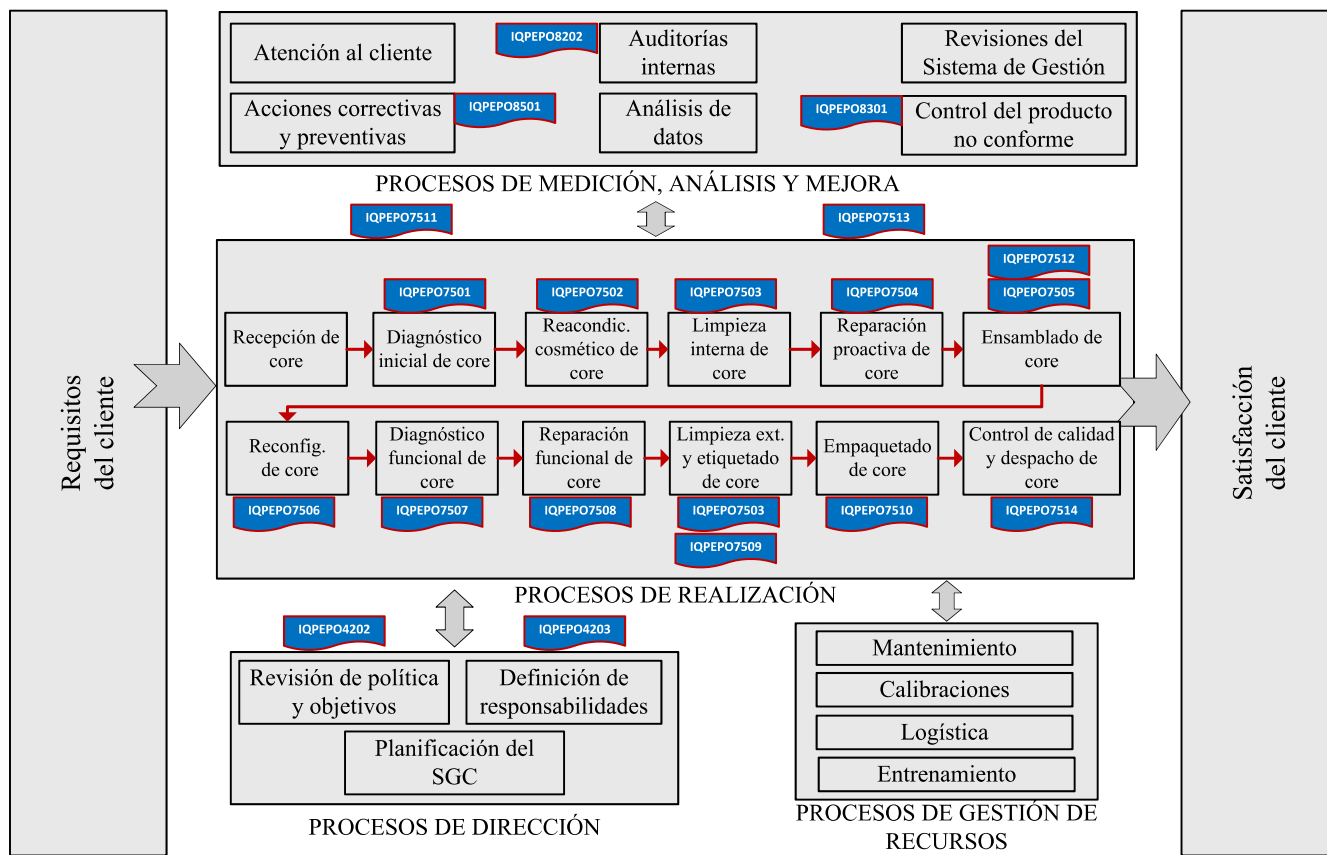 Requisitos
del cliente
Atención al cliente
IQPEPO8202
Auditorías
internas
Revisiones del
Sistema de Gestión
Acciones correctivas
y preventivas
IQPEPO8501
Análisis de
datos
IQPEPO8301
Control del producto
no conforme
PROCESOS DE MEDICIÓN, ANÁLISIS Y MEJORA
IQPEPO7511
IQPEPO7513
IQPEPO7501
IQPEPO7502
IQPEPO7503
IQPEPO7504
IQPEPO7512
IQPEPO7505
Recepción de
core
Diagnóstico
inicial de core
Reacondic.
cosmético de
core
Limpieza
interna de
core
Reparación
proactiva de
core
Ensamblado de
core
Reconfig.
de core
Diagnóstico
funcional de
core
Reparación
funcional de
core
Limpieza ext.
y etiquetado
de core
Empaquetado
de core
Control de calidad
y despacho de
core
IQPEPO7506
IQPEPO7507
IQPEPO7508
IQPEPO7503
IQPEPO7509
IQPEPO7510
IQPEPO7514
PROCESOS DE REALIZACIÓN
IQPEPO4202
IQPEPO4203
Revisión de política
y objetivos
Definición de
responsabilidades
Planificación del
SGC
PROCESOS DE DIRECCIÓN
Mantenimiento
Calibraciones
Logística
Entrenamiento
PROCESOS DE GESTIÓN DE
RECURSOS
Satisfacción
del cliente